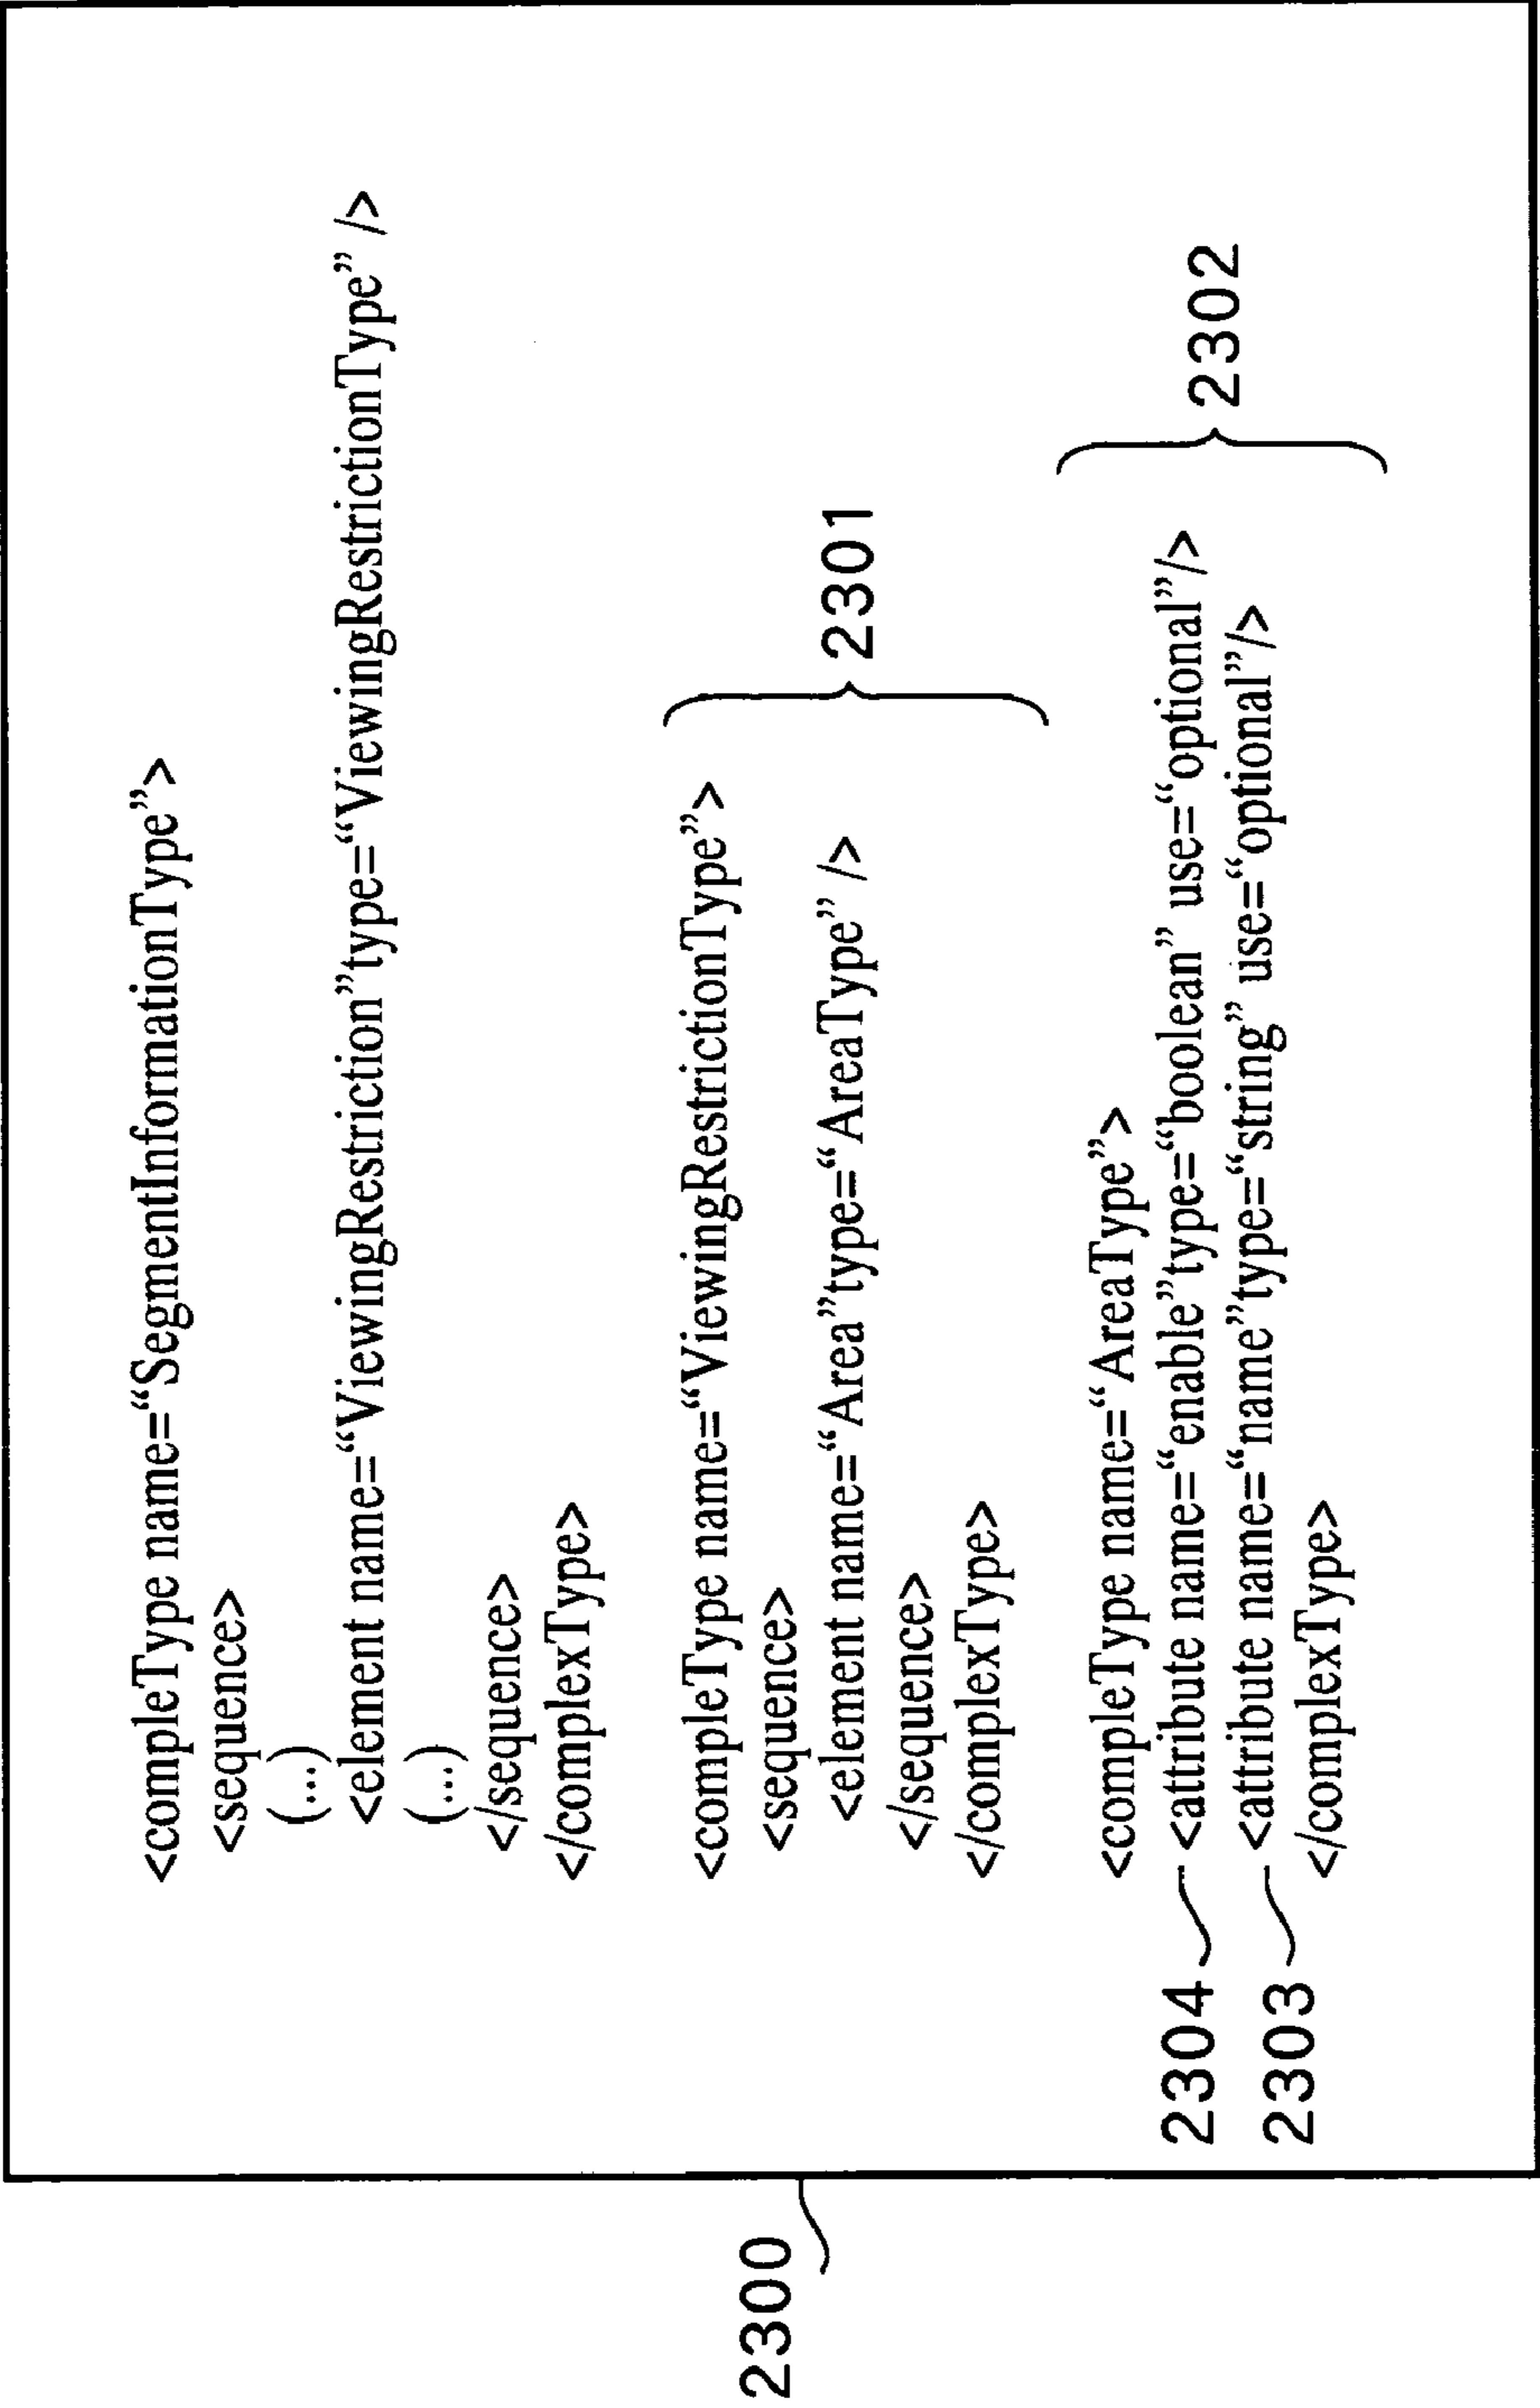 2300
<compleType name=“SegmentInformationType”>
<sequence>
(...)
<element name=“ViewingRestriction”type=“ViewingRestrictionType” />
(...)
</sequence>
</complexType>
<compleType name=“ViewingRestrictionType”>
<sequence>
<element name=“Area”type=“AreaType” />
</sequence>
</complexType>
2301
<compleType name=“AreaType”>
2304 <attribute name=“enable”type=“boolean” use=“optional”/>
2303 <attribute name=“name”type=“string” use=“optional”/>
</complexType>
2302